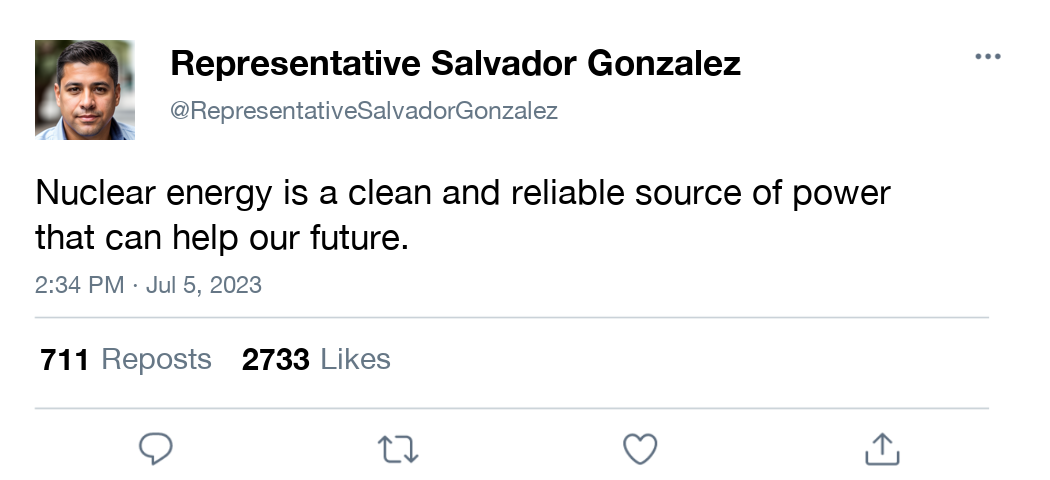 Representative Salvador Gonzalez
@RepresentativeSalvadorGonzalez
Nuclear energy is a clean and reliable source of power
that can help our future.
2:34 PM · Jul 5, 2023
711 Reposts 2733 Likes